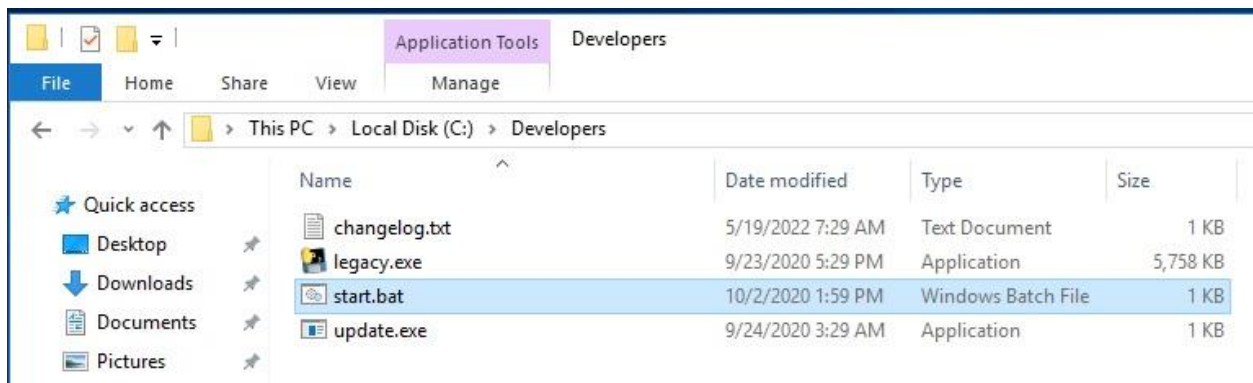 Application Tools Developers
File Home Share View Manage
This PC > Local Disk (C:) > Developers
Name Date modified Type Size
Quick access
Desktop
Downloads
Documents
Pictures
changelog.txt 5/19/2022 7:29 AM Text Document 1 KB
legacy.exe 9/23/2020 5:29 PM Application 5,758 KB
start.bat 10/2/2020 1:59 PM Windows Batch File 1 KB
update.exe 9/24/2020 3:29 AM Application 1 KB